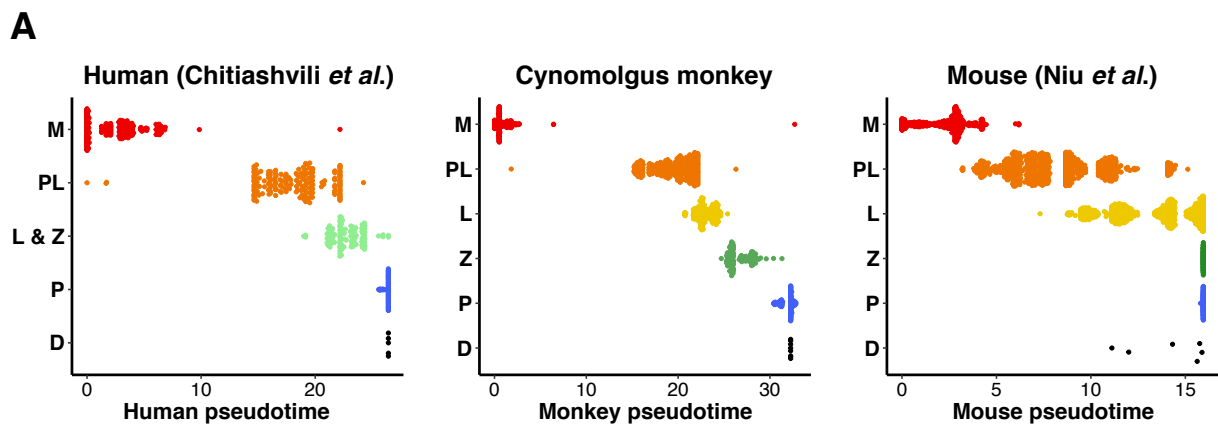 A
Human (Chitiashvili et al.)
M
PL
L & Z
P
D
0 10 20
Human pseudotime
Cynomolgus monkey
M
PL
L
Z
P
D
0 10 20 30
Monkey pseudotime
Mouse (Niu et al.)
M
PL
L
Z
P
D
0 5 10 15
Mouse pseudotime